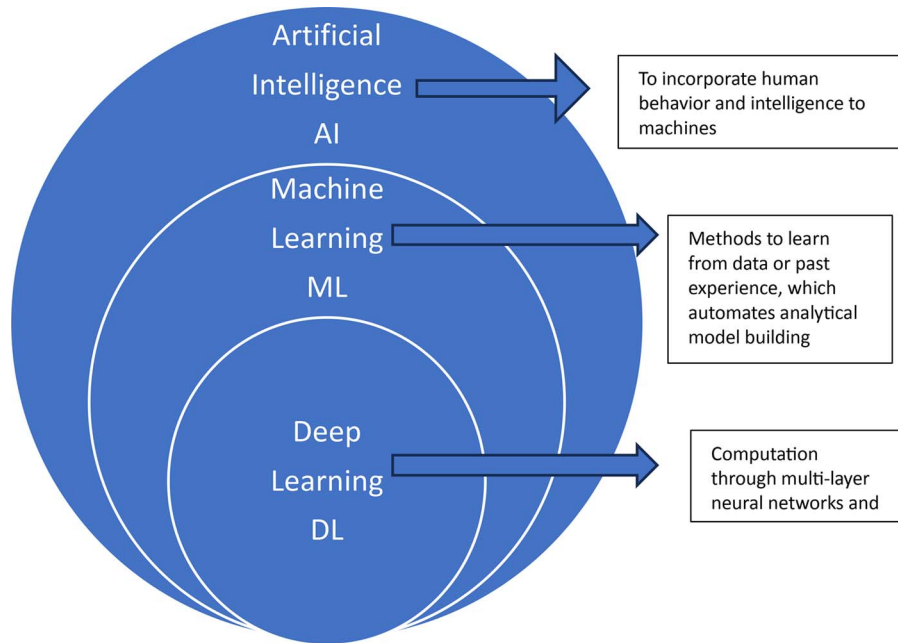 Artificial
Intelligence
AI
To incorporate human
behavior and intelligence to
machines
Machine
Learning
ML
Methods to learn
from data or past
experience, which
automates analytical
model building
Deep
Learning
DL
Computation
through multi-layer
neural networks and